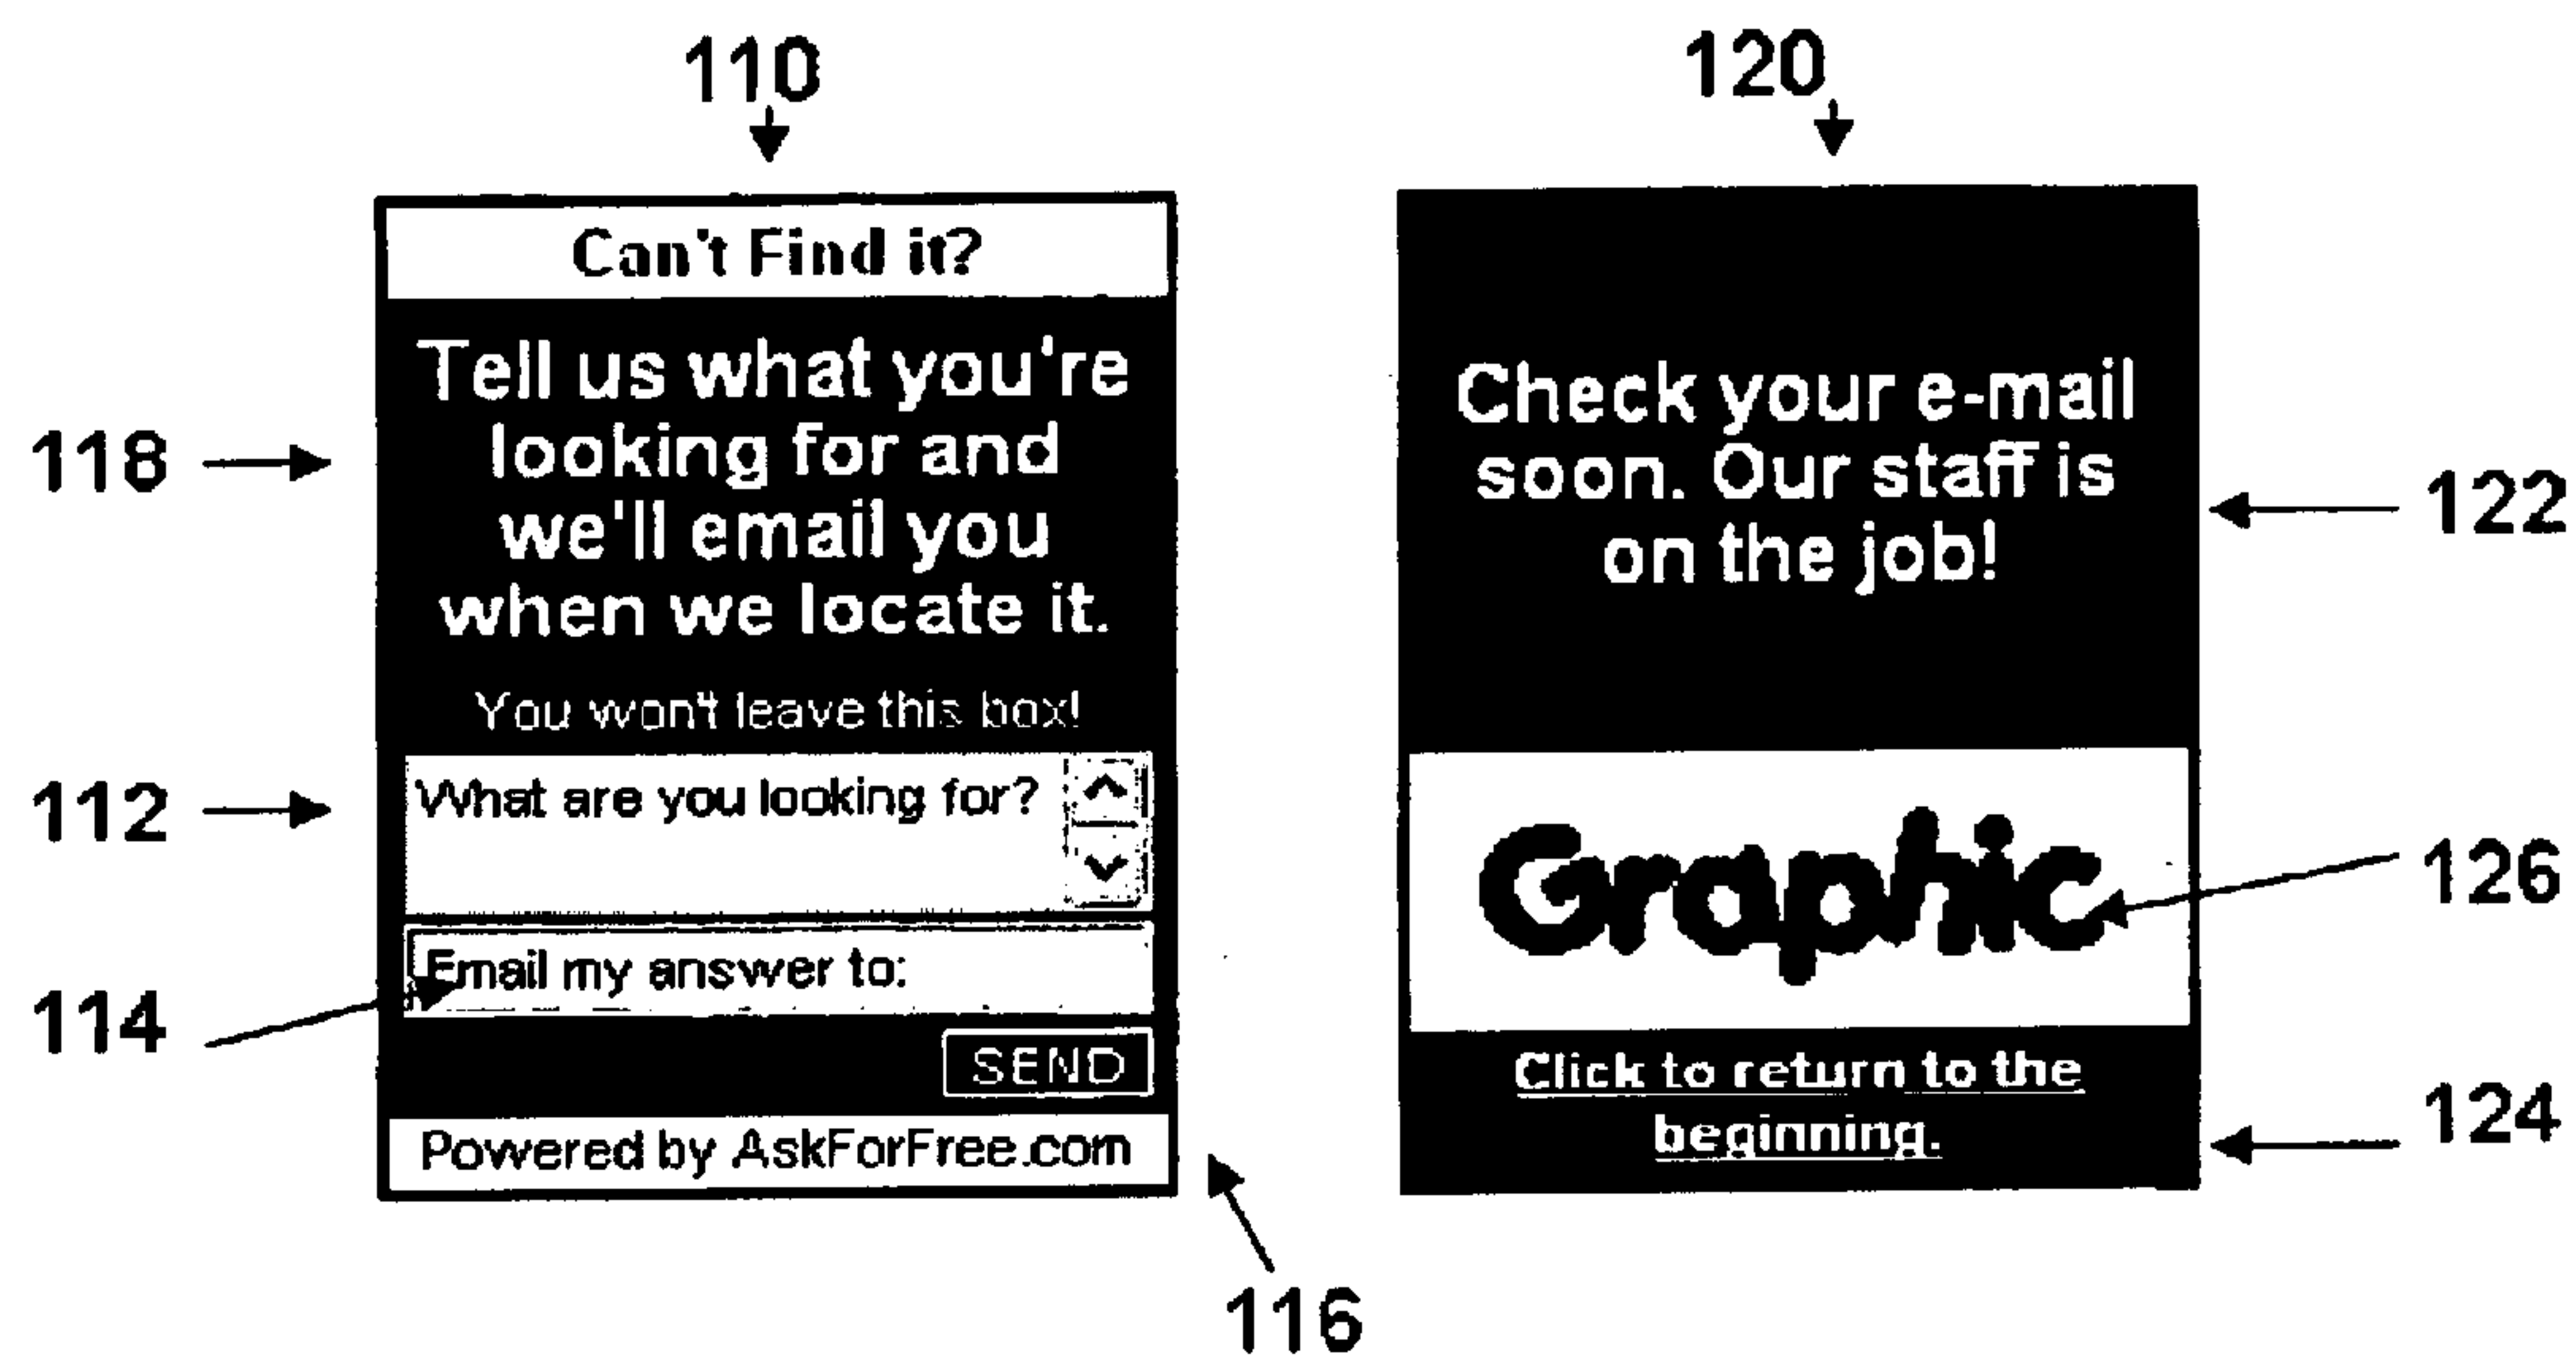 110
120
Can't Find it?
Tell us what you're
looking for and
we'll email you
when we locate it.
You won't leave this box!
What are you looking for?
Email my answer to:
SEND
Powered by AskForFree.com
118
112
114
116
Check your e-mail
soon. Our staff is
on the job!
Graphic
Click to return to the
beginning.
122
126
124